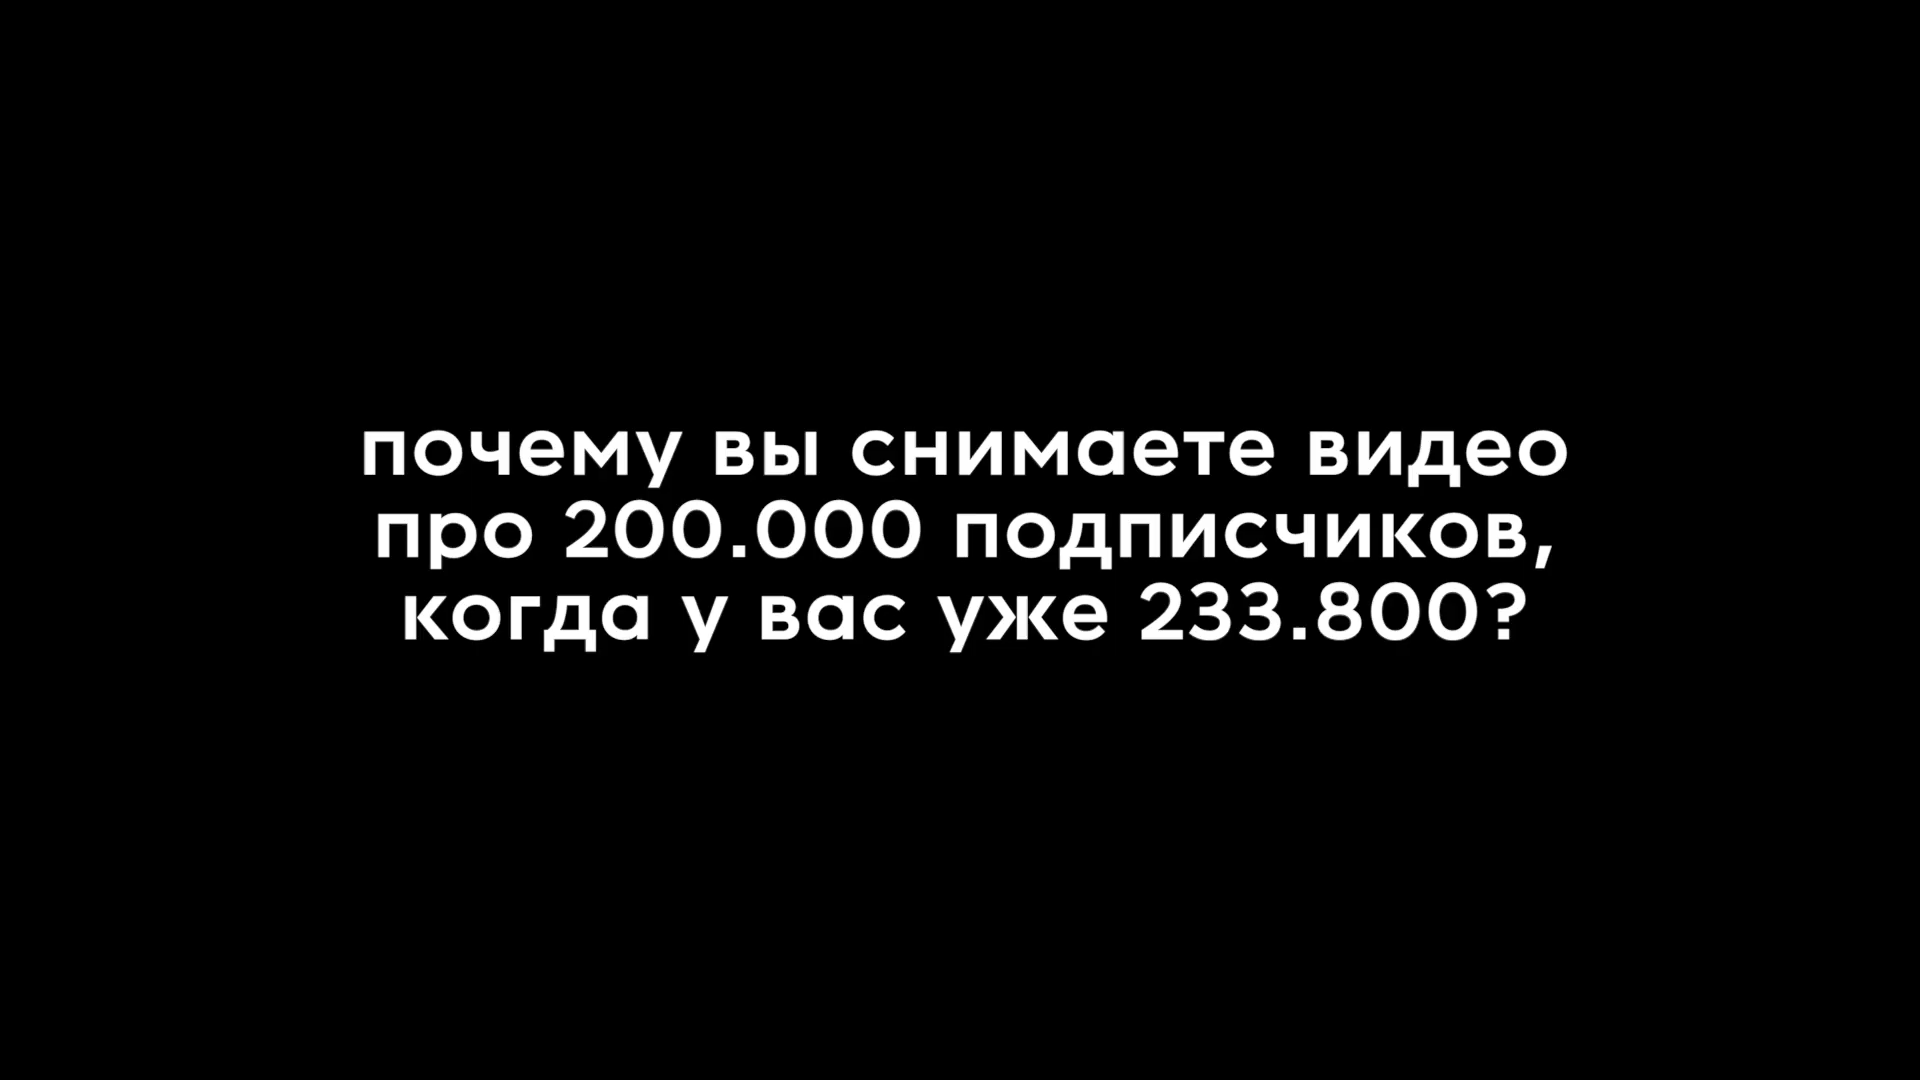 почему вы снимаете видео
про 200.000 подписчиков,
когда у вас уже 233.800?